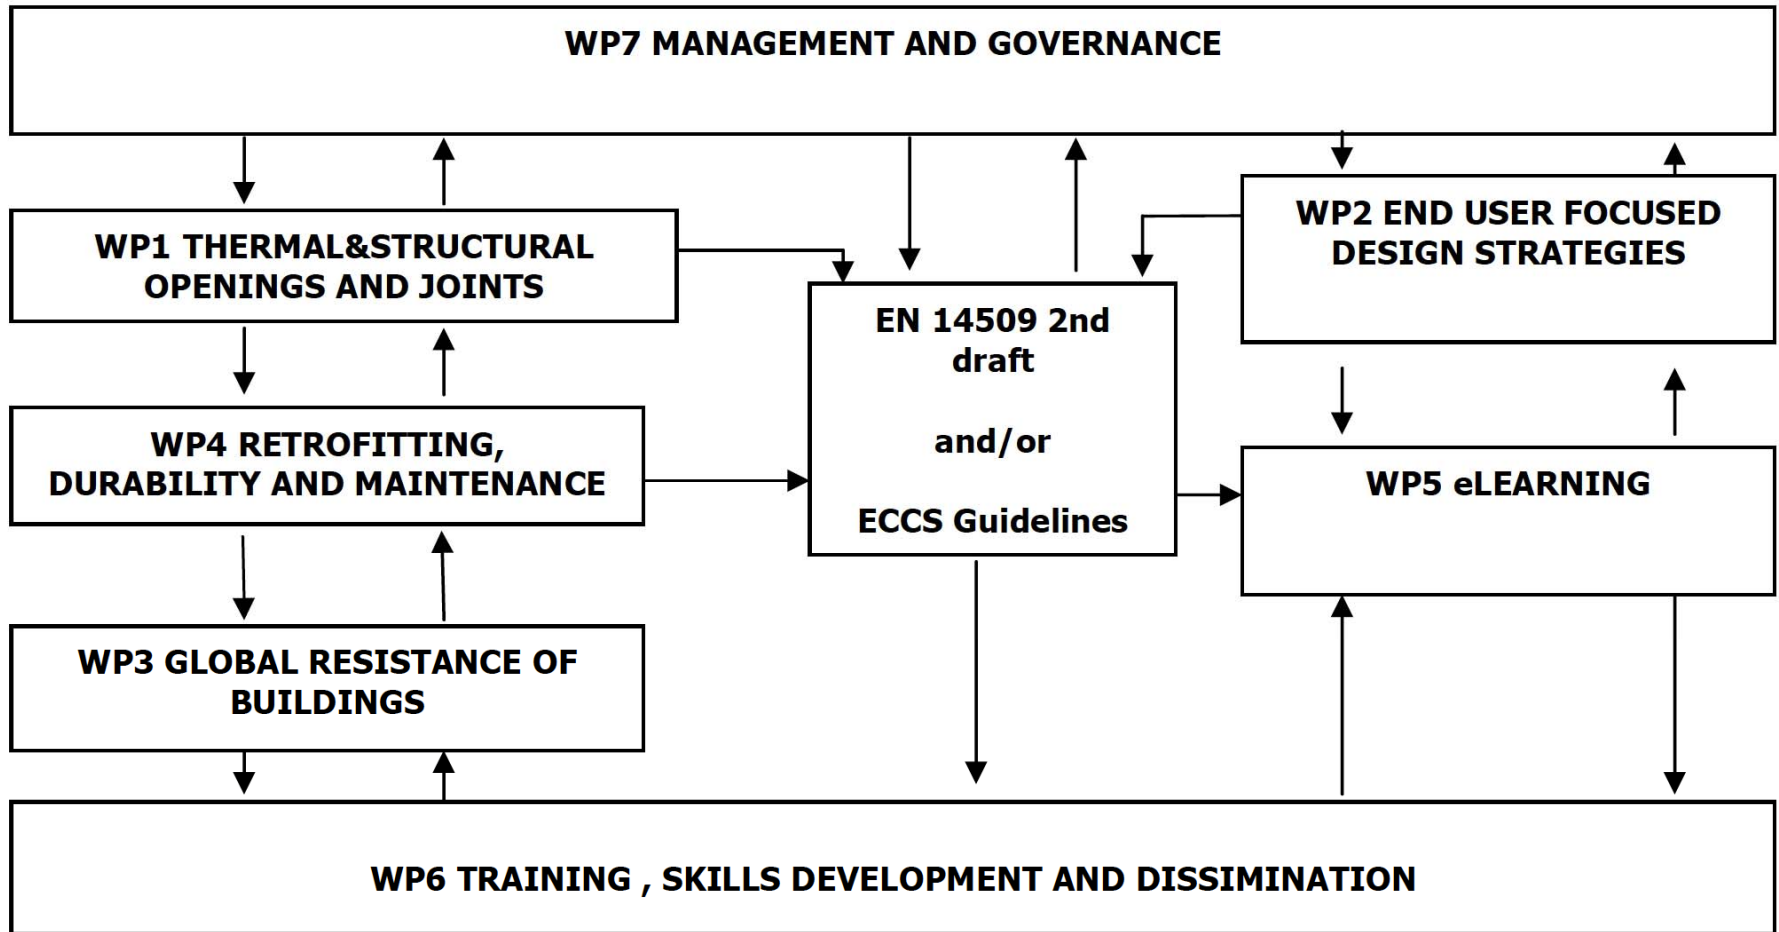 WP7 MANAGEMENT AND GOVERNANCE
WP1 THERMAL&STRUCTURAL
OPENINGS AND JOINTS
WP2 END USER FOCUSED
DESIGN STRATEGIES
EN 14509 2nd
draft
and/or
ECCS Guidelines
WP4 RETROFITTING,
DURABILITY AND MAINTENANCE
WP5 eLEARNING
WP3 GLOBAL RESISTANCE OF
BUILDINGS
WP6 TRAINING , SKILLS DEVELOPMENT AND DISSIMINATION